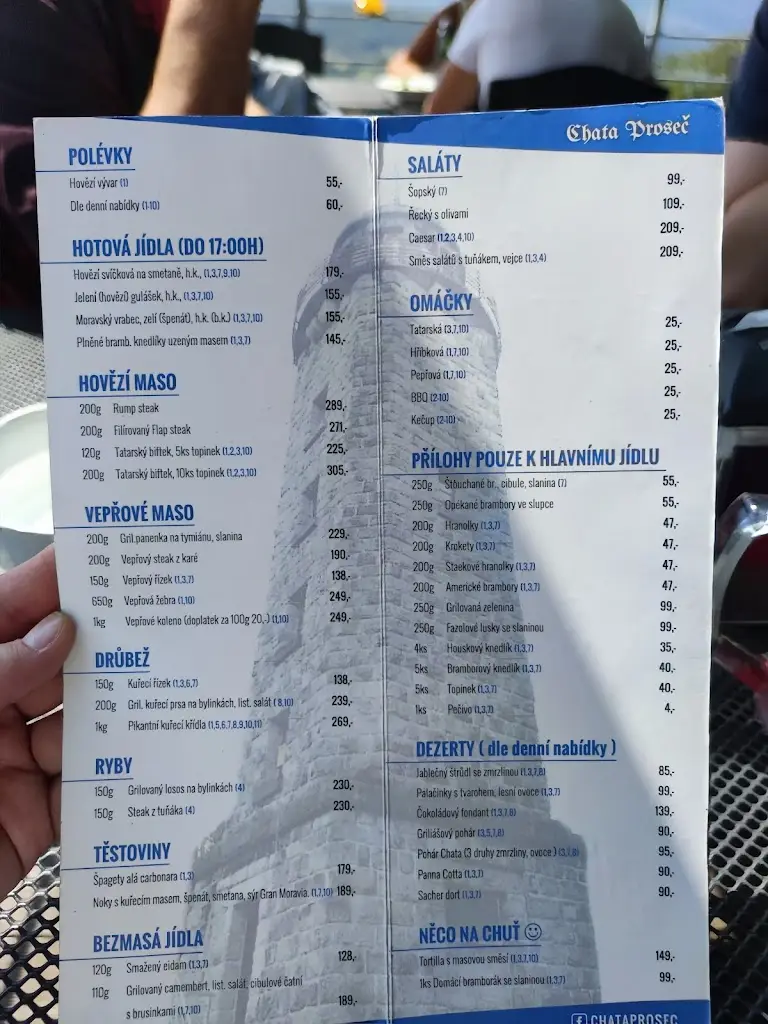 Chata Proseč
POLÉVKY
Hovězí vývar (1) 55,-
Dle denní nabídky (1-10) 60,-
HOTOVÁ JÍDLA (DO 17:00H)
Hovězí svíčková na smetaně, h.k., (1,3,7,9,10) 179,-
Jelení (hovězí) gulášek, h.k., (1,3,7,10) 155,-
Moravský vrabec, zelí (špenát), h.k. (b.k.) (1,3,7,10) 155,-
Plněné bramb. knedlíky uzeným masem (1,3,7) 145,-
HOVĚZÍ MASO
200g Rump steak 289,-
200g Filírovaný Flap steak 271,-
120g Tatarský biftek, 5ks topinek (1,2,3,10) 225,-
200g Tatarský biftek, 10ks topinek (1,2,3,10) 305,-
VEPŘOVÉ MASO
200g Gril.panenka na tymiánu, slanina 229,-
200g Vepřový steak z karé 190,-
150g Vepřový řízek (1,3,7) 138,-
650g Vepřová žebra (1,10) 249,-
1kg Vepřové koleno (doplatek za 100g 20,-) (1,10) 249,-
DRŮBEŽ
150g Kuřecí řízek (1,3,6,7) 138,-
200g Gril. kuřecí prsa na bylinkách, list. salát ( 8,10) 239,-
1kg Pikantní kuřecí křídla (1,5,6,7,8,9,10,11) 269,-
RYBY
150g Grilovaný losos na bylinkách (4) 230,-
150g Steak z tuňáka (4) 230,-
TĚSTOVINY
Špagety alá carbonara (1,3) 179,-
Noky s kuřecím masem, špenát, smetana, sýr Gran Moravia. (1,7,10) 189,-
BEZMASÁ JÍDLA
120g Smažený eidam (1,3,7) 128,-
110g Grilovaný camembert, list. salát, cibulové čatní
s brusinkami (1,7,10) 189,-
SALÁTY
Šopský (7) 99,-
Řecký s olivami 109,-
Caesar (1,2,3,4,10) 209,-
Směs salátů s tuňákem, vejce (1,3,4) 209,-
OMÁČKY
Tatarská (3,7,10) 25,-
Hříbková (1,7,10) 25,-
Pepřová (1,7,10) 25,-
BBQ (2-10) 25,-
Kečup (2-10) 25,-
PŘÍLOHY POUZE K HLAVNÍMU JÍDLU
250g Šťouchané br., cibule, slanina (7) 55,-
250g Opékané brambory ve slupce 55,-
200g Hranolky (1,3,7) 47,-
200g Krokety (1,3,7) 47,-
200g Staekové hranolky (1,3,7) 47,-
200g Americké brambory (1,3,7) 47,-
250g Grilovaná zelenina 99,-
250g Fazolové lusky se slaninou 99,-
4ks Houskový knedlík (1,3,7) 35,-
5ks Bramborový knedlík (1,3,7) 40,-
5ks Topinek (1,3,7) 40,-
1ks Pečivo (1,3,7) 4,-
DEZERTY ( dle denní nabídky )
Jablečný štrůdl se zmrzlinou (1,3,7,8) 85,-
Palačinky s tvarohem, lesní ovoce (1,3,7) 99,-
Čokoládový fondant (1,3,7,8) 139,-
Griliášový pohár (3,5,7,8) 90,-
Pohár Chata (3 druhy zmrzliny, ovoce ) (3,7,8) 95,-
Panna Cotta (1,3,7) 90,-
Sacher dort (1,3,7) 90,-
NĚCO NA CHUŤ ☺
Tortilla s masovou směsí (1,3,7,10) 149,-
1ks Domácí bramborák se slaninou (1,3,7) 99,-
CHATAPROSEC